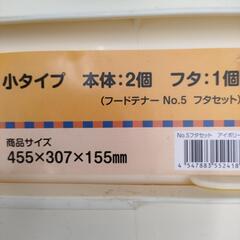 小タイプ 本体:2個 フタ:1個
(フードテナー No.5 フタセット)
商品サイズ
455×307×155mm
No.5フタセット アイボリー
4 547883 552418